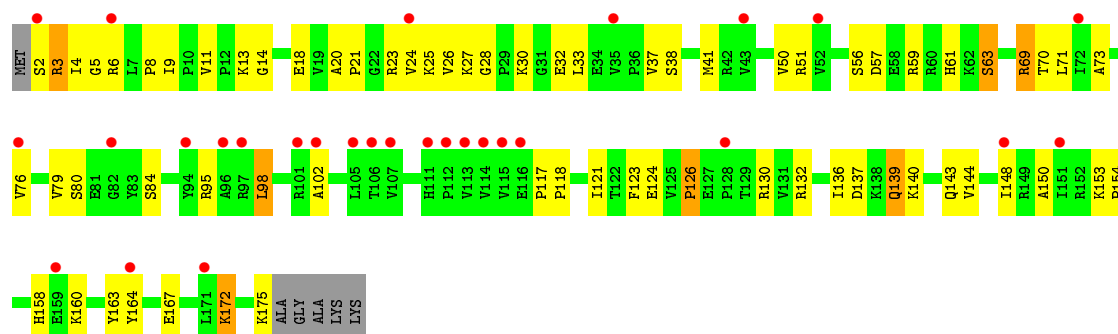 MET S2 R3 I4 G5 R6 L7 P8 I9 P10 V11 P12 K13 G14 E18 V19 A20 P21 G22 R23 V24 K25 V26 K27 G28 P29 K30 G31 E32 L33 E34 V35 P36 V37 S38 M41 R42 V43 V50 R51 V52 S56 D57 E58 R59 R60 H61 K62 S63 R69 T70 L71 I72 A73
V76 V79 S80 E81 G82 Y83 S84 Y94 R95 A96 R97 L98 R101 A102 L105 T106 V107 H111 P112 V113 V114 V115 E116 P117 P118 I121 T122 F123 E124 V125 P126 E127 P128 T129 R130 V131 R132 I136 D137 K138 Q139 K140 Q143 V144 I148 R149 A150 I151 R152 K153 P154
H158 E159 K160 Y163 Y164 E167 L171 K172 K175 ALA GLY ALA LYS LYS